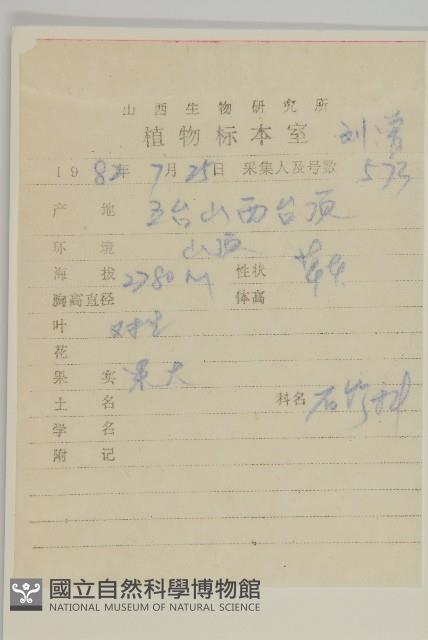 山西生物研究所
植物标本室
1982年7月25日 采集人及号数 573
产地 五台山西台顶
环境 山顶
海拔 2780M 性状 草本
胸高直径 体高
叶 对生
花
果实 果大
土名 科名 石竹科
学名
附记
國立自然科學博物館
NATIONAL MUSEUM OF NATURAL SCIENCE